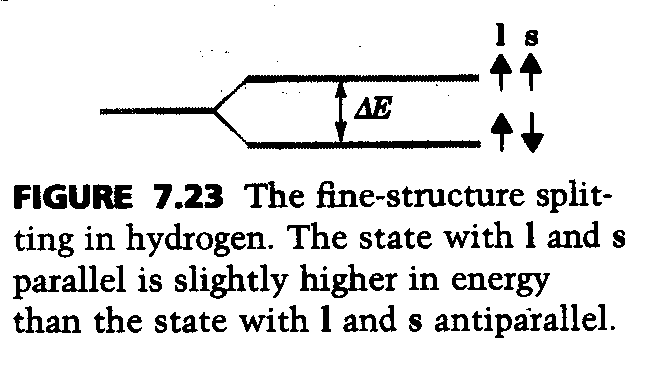 l s
ΔE
FIGURE 7.23 The fine-structure split-
ting in hydrogen. The state with l and s
parallel is slightly higher in energy
than the state with l and s antiparallel.